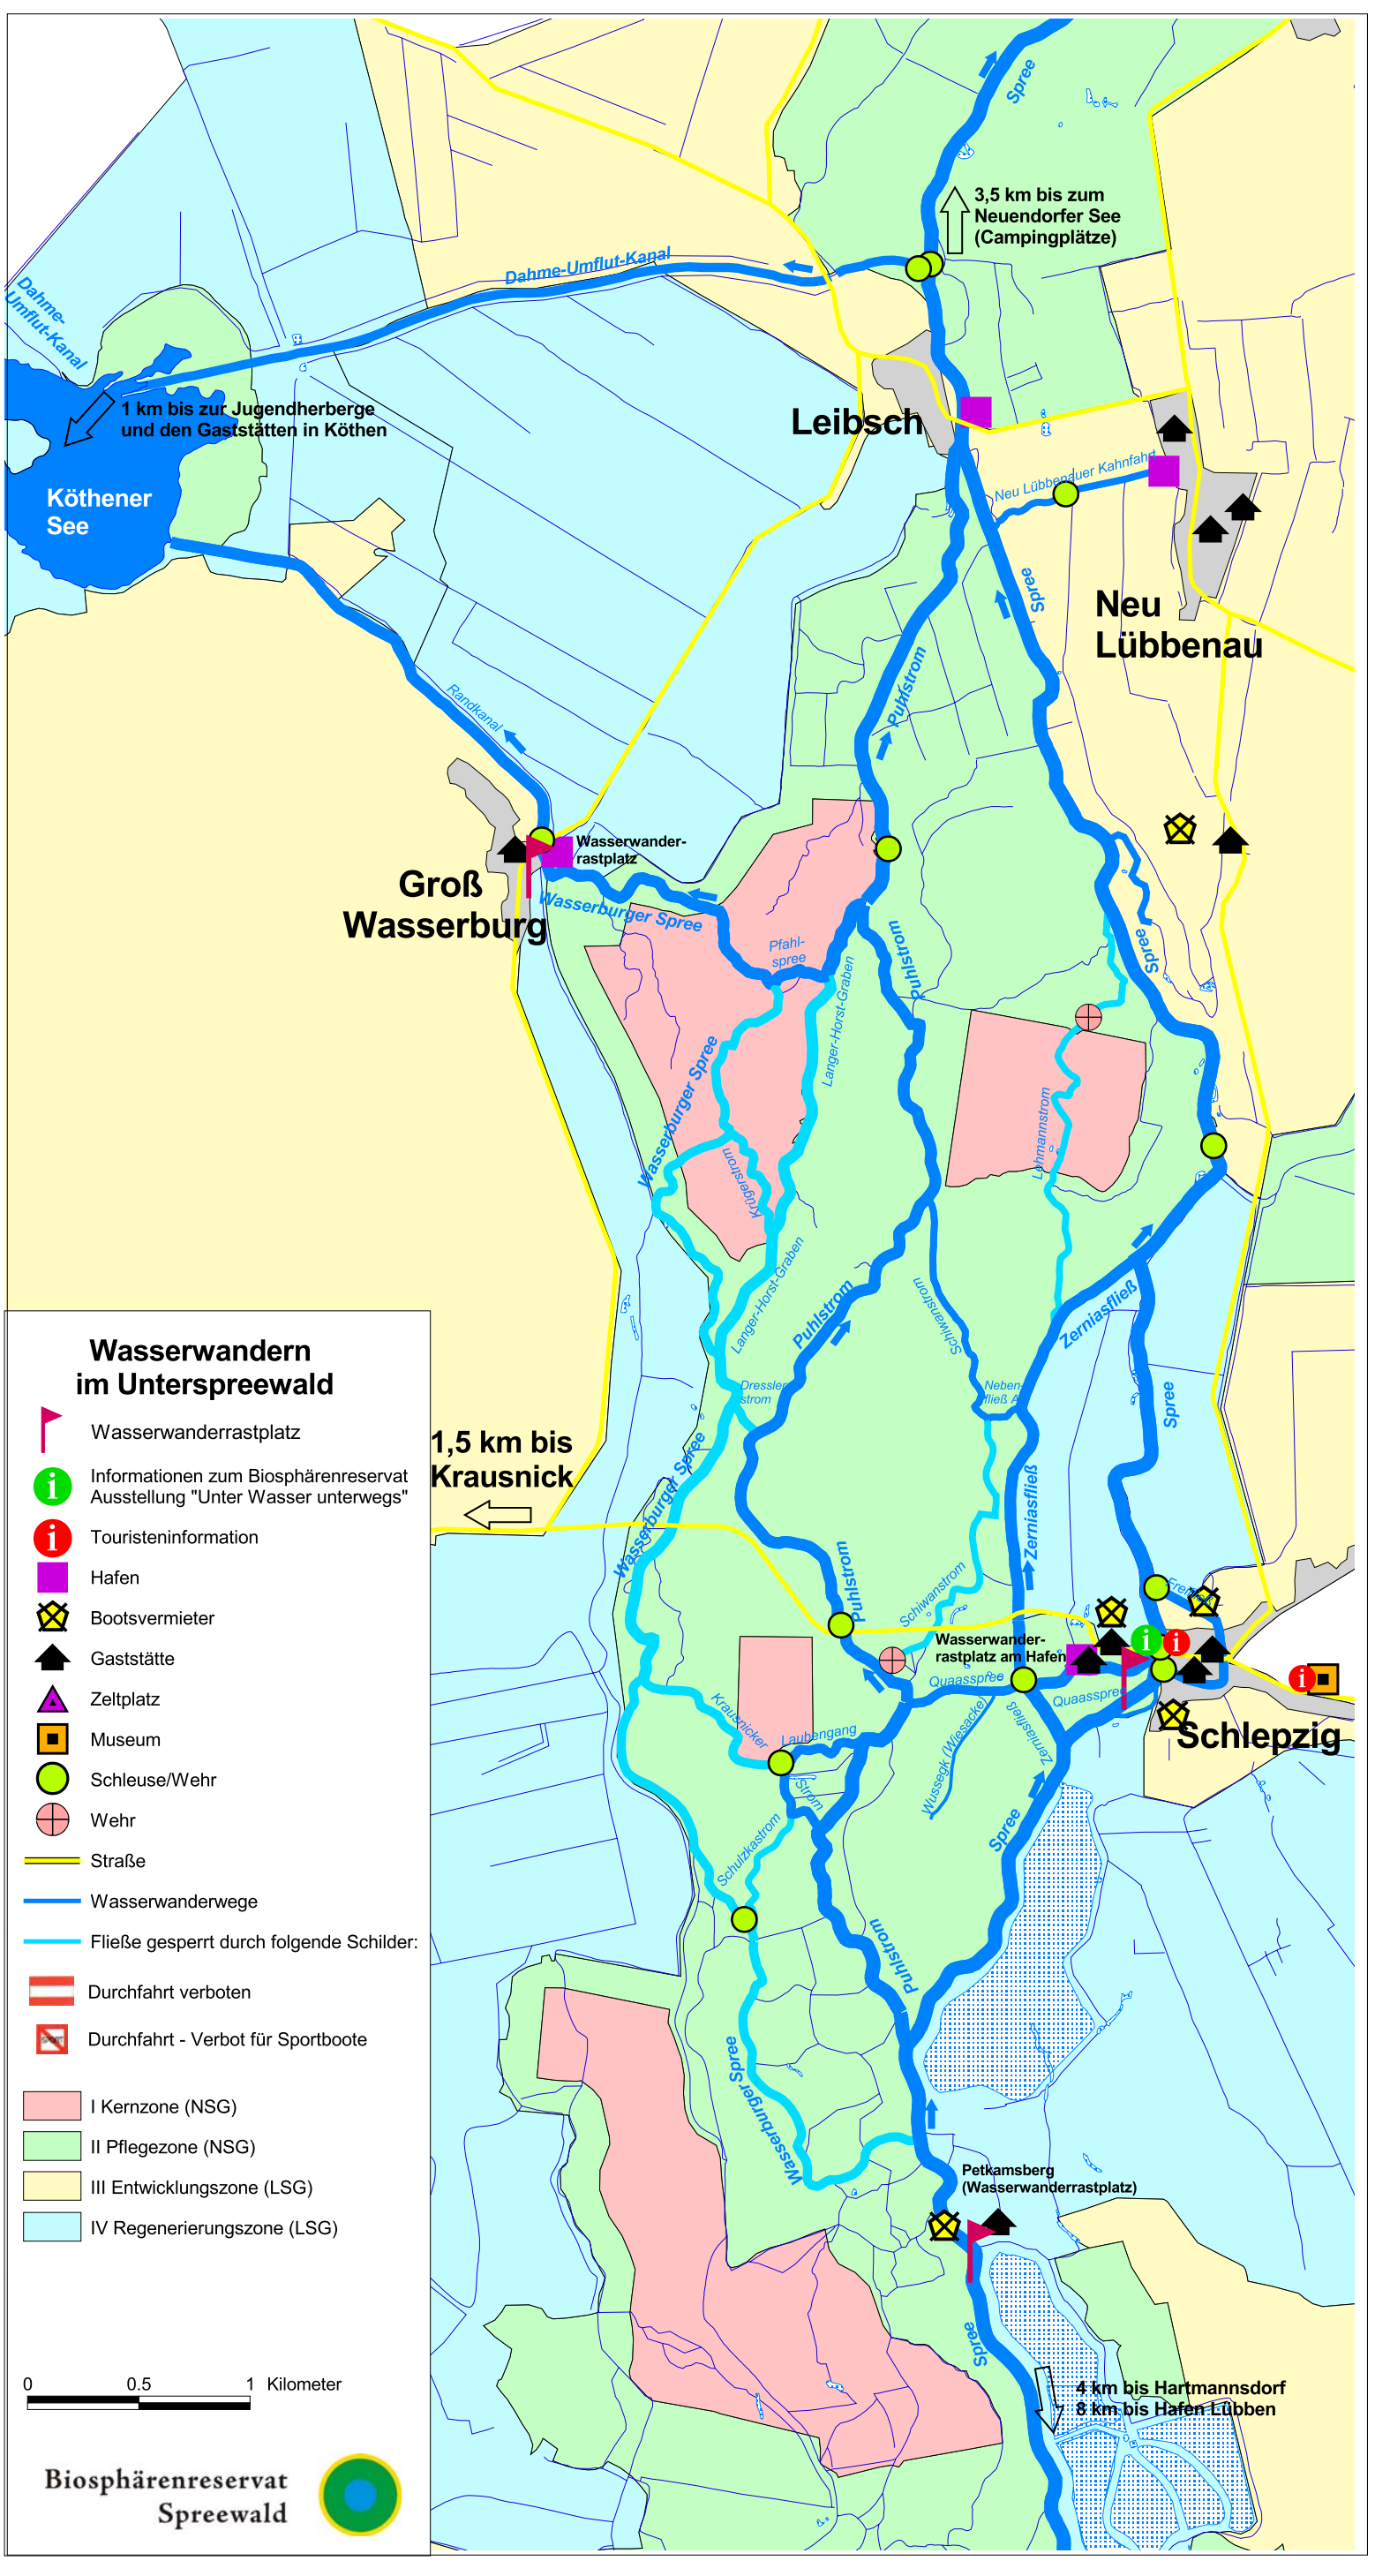 Spree
3,5 km bis zum
Neuendorfer See
(Campingplätze)
Dahme-Umflut-Kanal
Dahme-
Umflut-Kanal
1 km bis zur Jugendherberge
und den Gaststätten in Köthen
Köthener
See
Leibsch
Neu Lübbenauer Kahnfahrt
Neu
Lübbenau
Spree
Puhlstrom
Randkanal
Wasserwander-
rastplatz
Groß
Wasserburg
Wasserburger Spree
Pfahl-
spree
Puhlstrom
Spree
Langer-Horst-Graben
Wasserburger Spree
Lehmannstrom
Krügerstrom
Langer-Horst-Graben
Puhlstrom
Schiwanstrom
Zerniasfließ
Dressler
strom
Neben-
fließ A
Spree
1,5 km bis
Krausnick
Wasserburger Spree
Zerniasfließ
Puhlstrom
Schiwanstrom
Wasserwander-
rastplatz am Hafen
Quaasspree
Quaasspree
Schlepzig
Krausnicker
Strom
Laubengang
Wussegk (Wiesacke)
Zerniasfließ
Spree
Schulzkastrom
Puhlstrom
Wasserburger Spree
Wasserburger Spree
Petkamsberg
(Wasserwanderrastplatz)
Spree
4 km bis Hartmannsdorf
8 km bis Hafen Lübben
Wasserwandern
im Unterspreewald
Wasserwanderrastplatz
i
Informationen zum Biosphärenreservat
Ausstellung "Unter Wasser unterwegs"
i
Touristeninformation
Hafen
Bootsvermieter
Gaststätte
Zeltplatz
Museum
Schleuse/Wehr
Wehr
Straße
Wasserwanderwege
Fließe gesperrt durch folgende Schilder:
Durchfahrt verboten
Durchfahrt - Verbot für Sportboote
I Kernzone (NSG)
II Pflegezone (NSG)
III Entwicklungszone (LSG)
IV Regenerierungszone (LSG)
0 0.5 1 Kilometer
Biosphärenreservat
Spreewald